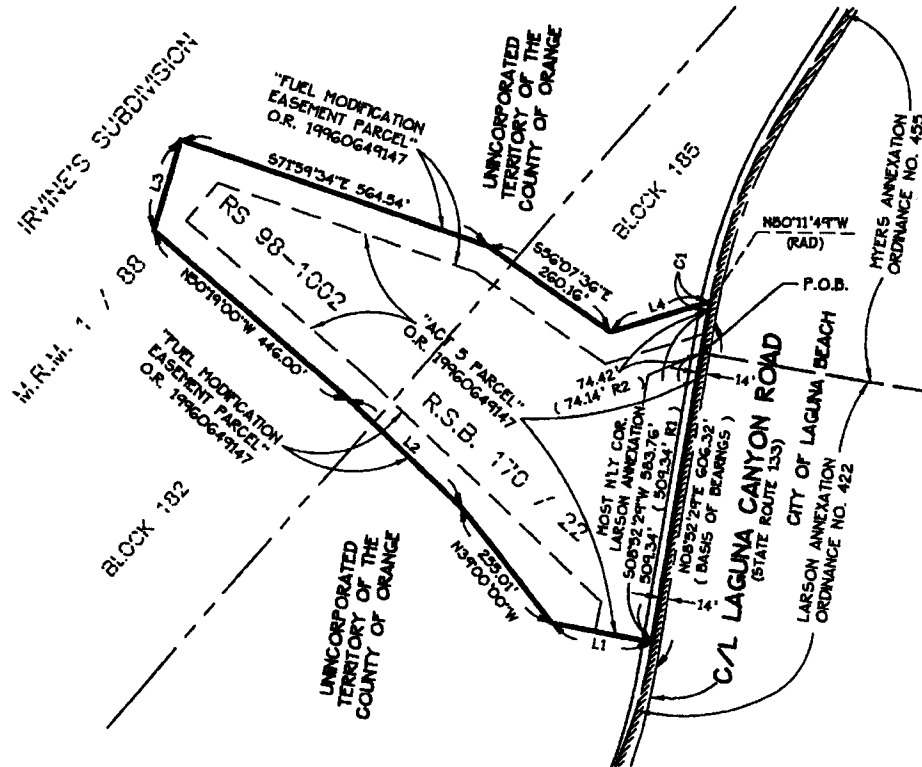 IRVINE'S SUBDIVISION
M.R.M. 1 / 88
"FUEL MODIFICATION
EASEMENT PARCEL"
O.R. 19960649147
UNINCORPORATED
TERRITORY OF THE
COUNTY OF ORANGE
BLOCK 185
L3
S71°59'34"E 564.54'
RS 98-1002
N50°19'00"W 446.00'
S56°07'36"E
260.16'
L4
C1
N80°11'49"W
(RAD)
P.O.B.
MYERS ANNEXATION
ORDINANCE NO. 455
"FUEL MODIFICATION
EASEMENT PARCEL"
O.R. 19960649147
"ACT 5 PARCEL"
O.R. 19960649147
R.S.B. 170 / 22
L2
BLOCK 182
74.42'
( 74.14' R2 )
14'
MOST N'LY COR.
LARSON ANNEXATION
S08°52'29"W 583.76'
509.34' ( 509.34' R1 )
N08°52'29"E 606.32'
( BASIS OF BEARINGS )
C/L LAGUNA CANYON ROAD
(STATE ROUTE 133)
CITY OF LAGUNA BEACH
LARSON ANNEXATION
ORDINANCE NO. 422
14'
N39°00'00"W
255.01'
L1
UNINCORPORATED
TERRITORY OF THE
COUNTY OF ORANGE